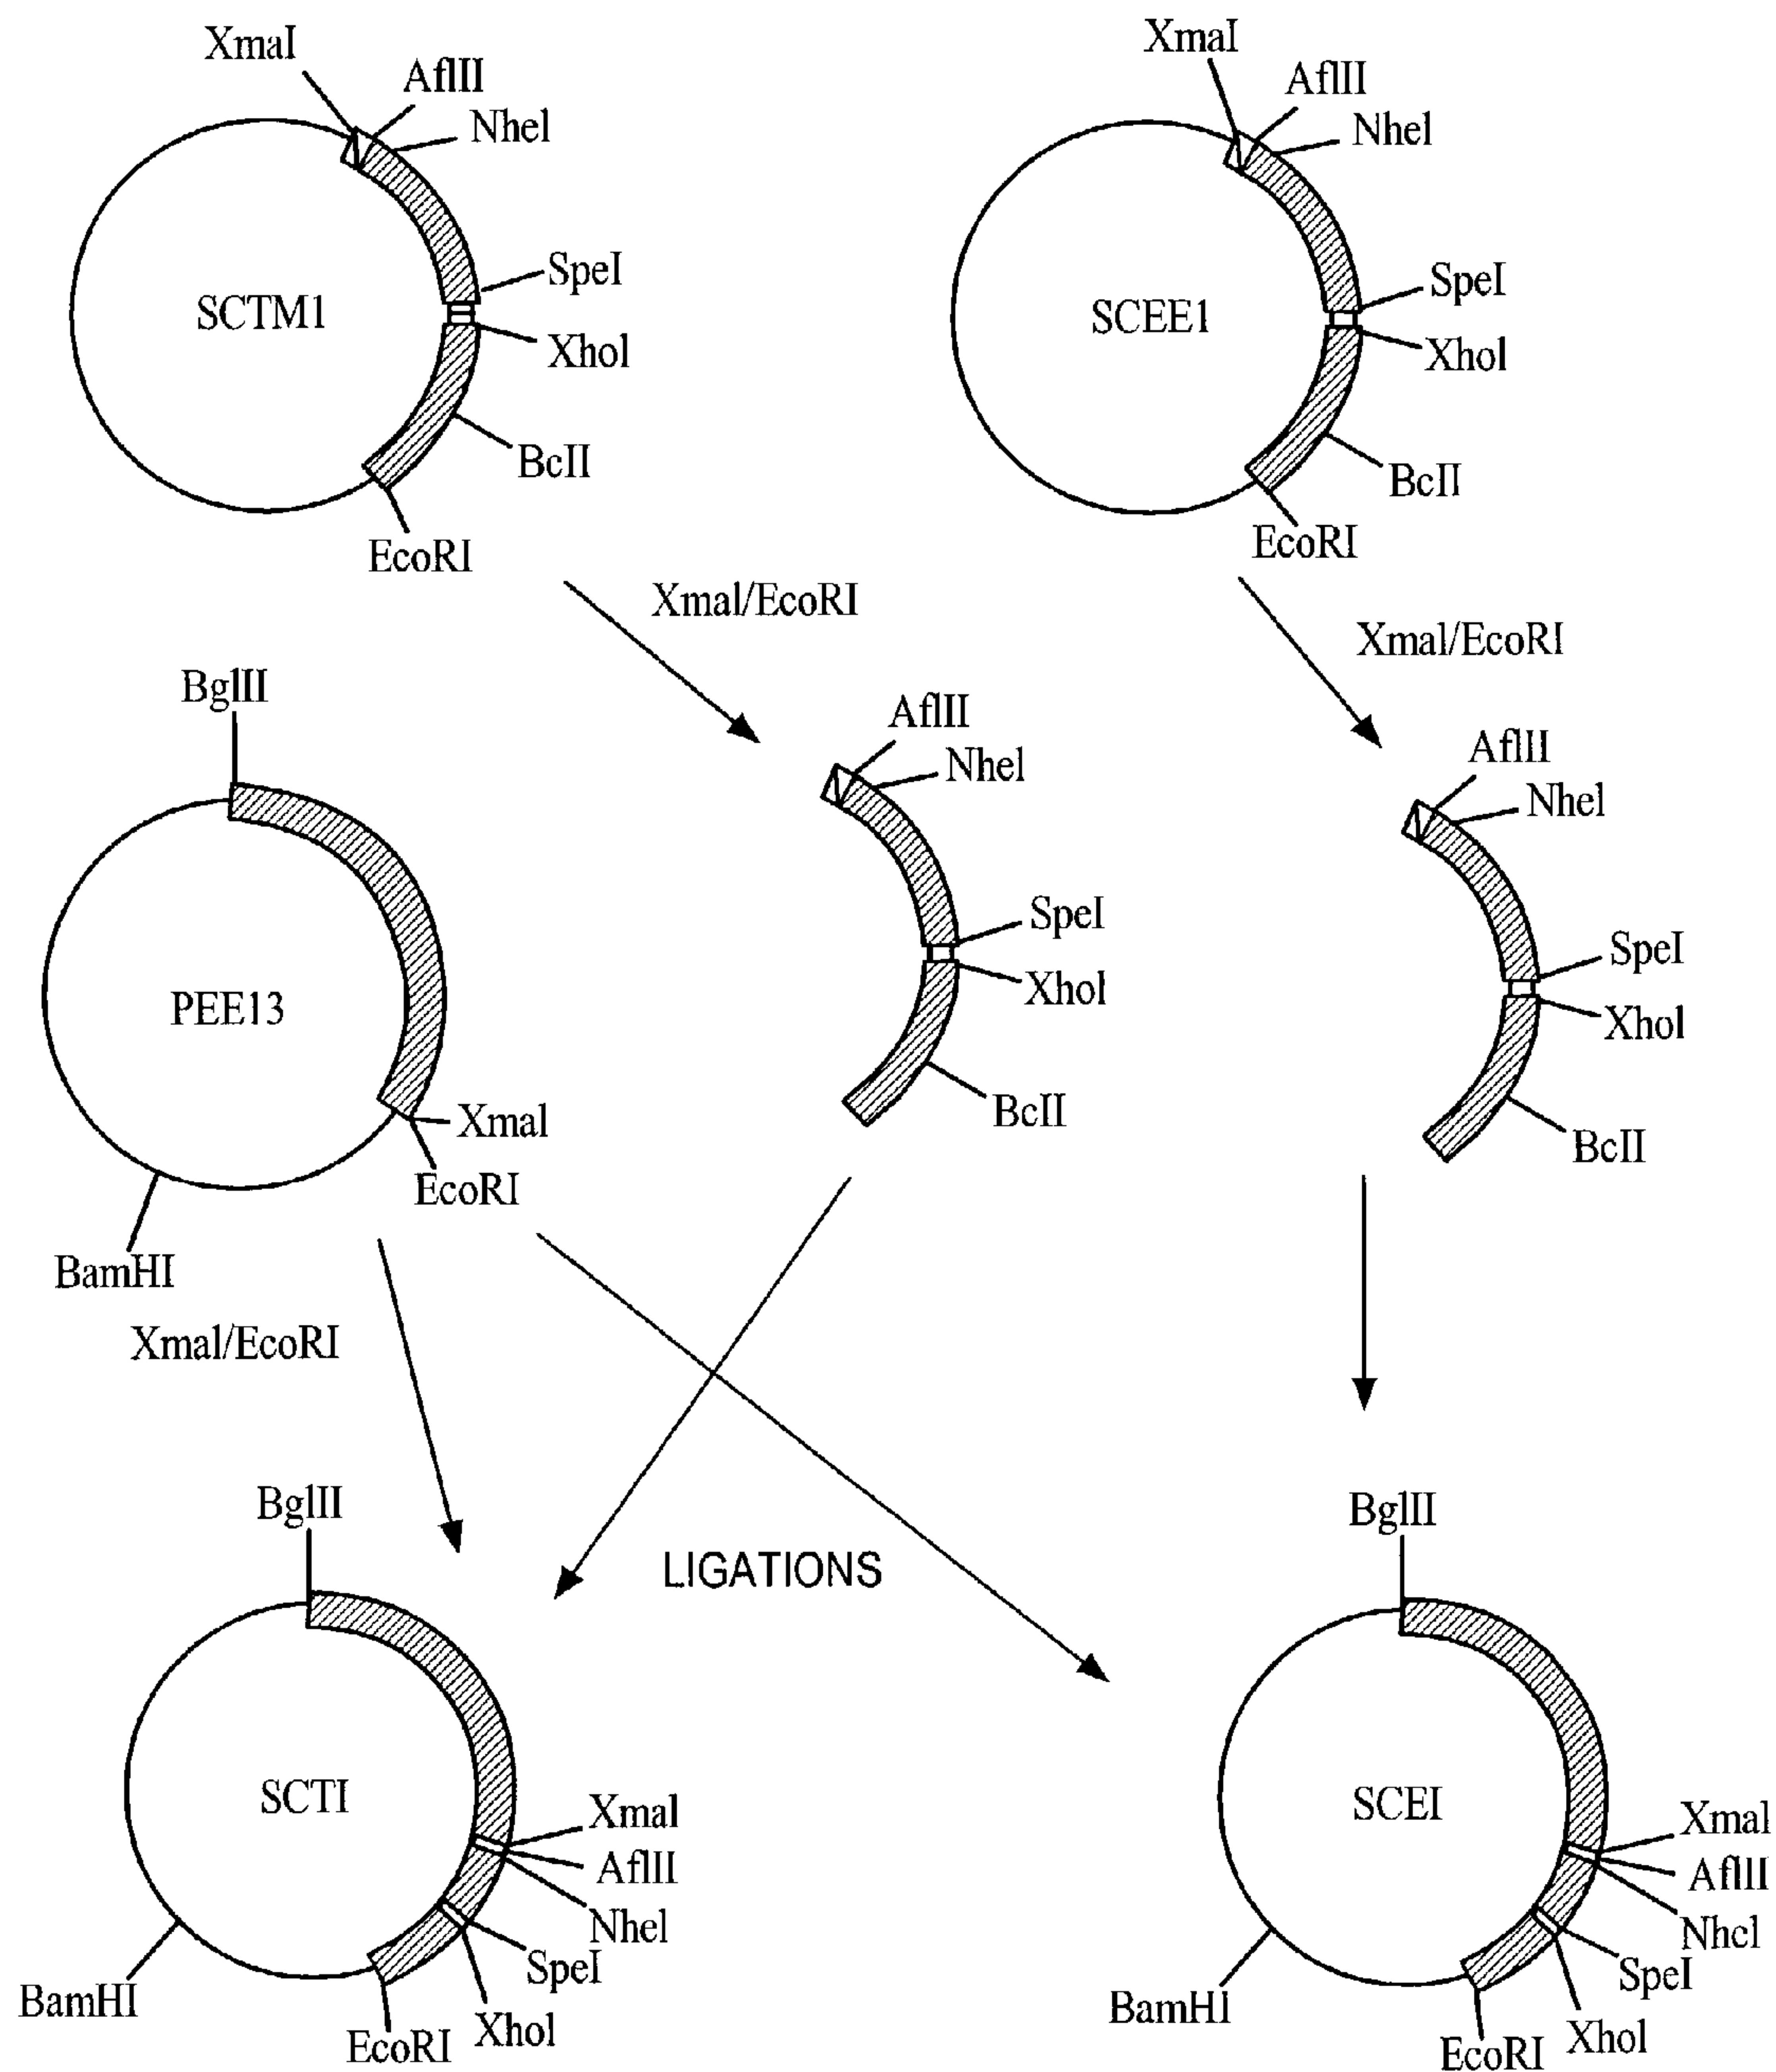 XmaI
AflII
NheI
SCTM1
SpeI
XhoI
BclI
EcoRI
XmaI
AflII
NheI
SCEE1
SpeI
XhoI
BclI
EcoRI
XmaI/EcoRI
XmaI/EcoRI
BglII
PEE13
XmaI
EcoRI
BamHI
AflII
NheI
SpeI
XhoI
BclI
AflII
NheI
SpeI
XhoI
BclI
XmaI/EcoRI
LIGATIONS
BglII
SCTI
XmaI
AflII
NheI
SpeI
XhoI
EcoRI
BamHI
BglII
SCEI
XmaI
AflII
NhcI
SpeI
XhoI
EcoRI
BamHI